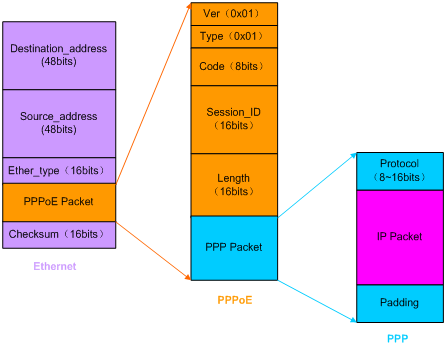 Destination_address
(48bits)
Source_address
(48bits)
Ether_type（16bits）
PPPoE Packet
Checksum（16bits）
Ethernet
Ver（0x01）
Type（0x01）
Code（8bits）
Session_ID
（16bits）
Length
（16bits）
PPP Packet
PPPoE
Protocol
（8~16bits）
IP Packet
Padding
PPP